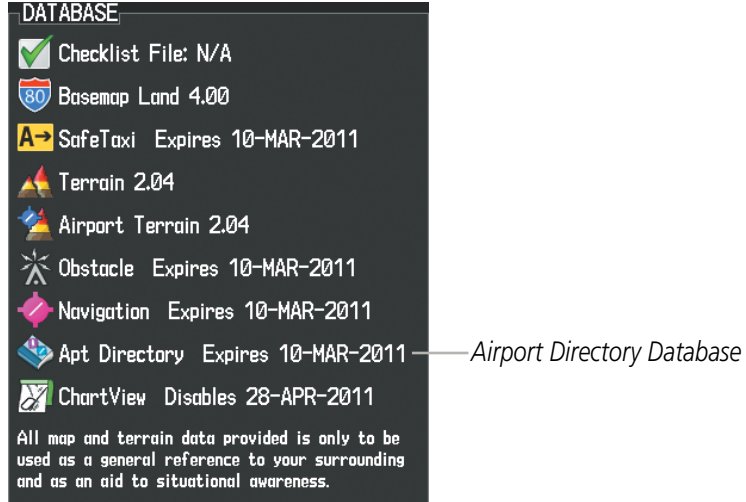 DATABASE
Checklist File: N/A
80 Basemap Land 4.00
A→ SafeTaxi Expires 10-MAR-2011
Terrain 2.04
Airport Terrain 2.04
Obstacle Expires 10-MAR-2011
Navigation Expires 10-MAR-2011
Apt Directory Expires 10-MAR-2011
Airport Directory Database
ChartView Disables 28-APR-2011
All map and terrain data provided is only to be
used as a general reference to your surrounding
and as an aid to situational awareness.